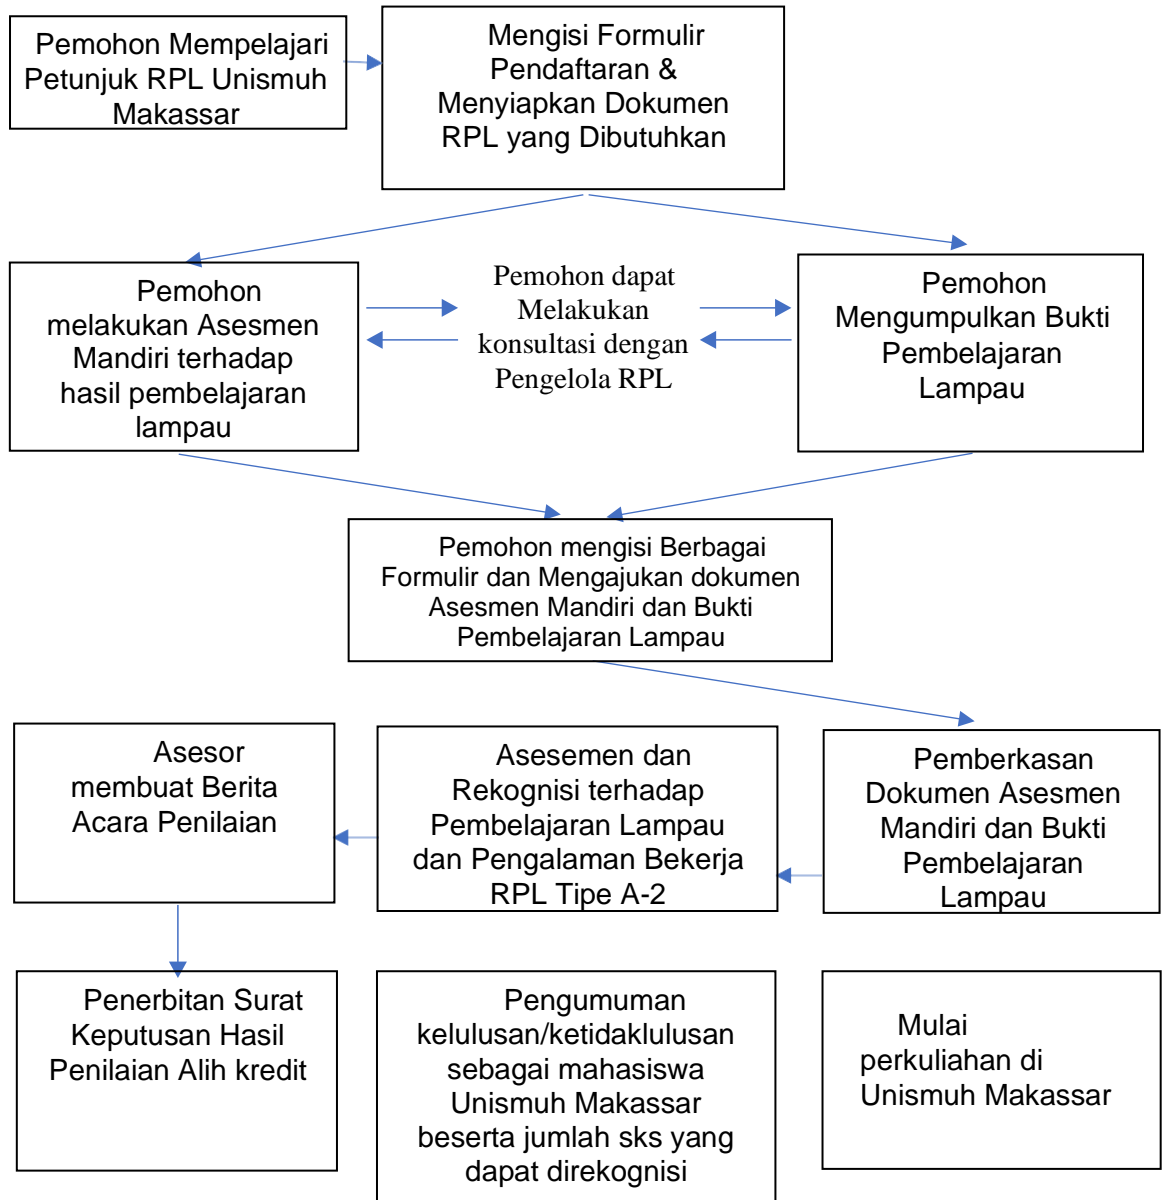 Pemohon Mempelajari
Petunjuk RPL Unismuh
Makassar
Mengisi Formulir
Pendaftaran &
Menyiapkan Dokumen
RPL yang Dibutuhkan
Pemohon
melakukan Asesmen
Mandiri terhadap
hasil pembelajaran
lampau
Pemohon dapat
Melakukan
konsultasi dengan
Pengelola RPL
Pemohon
Mengumpulkan Bukti
Pembelajaran
Lampau
Pemohon mengisi Berbagai
Formulir dan Mengajukan dokumen
Asesmen Mandiri dan Bukti
Pembelajaran Lampau
Asesor
membuat Berita
Acara Penilaian
Asesemen dan
Rekognisi terhadap
Pembelajaran Lampau
dan Pengalaman Bekerja
RPL Tipe A-2
Pemberkasan
Dokumen Asesmen
Mandiri dan Bukti
Pembelajaran
Lampau
Penerbitan Surat
Keputusan Hasil
Penilaian Alih kredit
Pengumuman
kelulusan/ketidaklulusan
sebagai mahasiswa
Unismuh Makassar
beserta jumlah sks yang
dapat direkognisi
Mulai
perkuliahan di
Unismuh Makassar